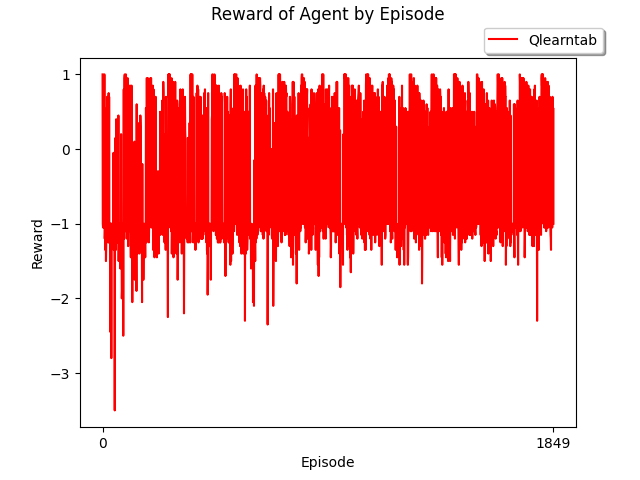 Reward of Agent by Episode
Qlearntab
1
0
−1
−2
−3
Reward
0
1849
Episode